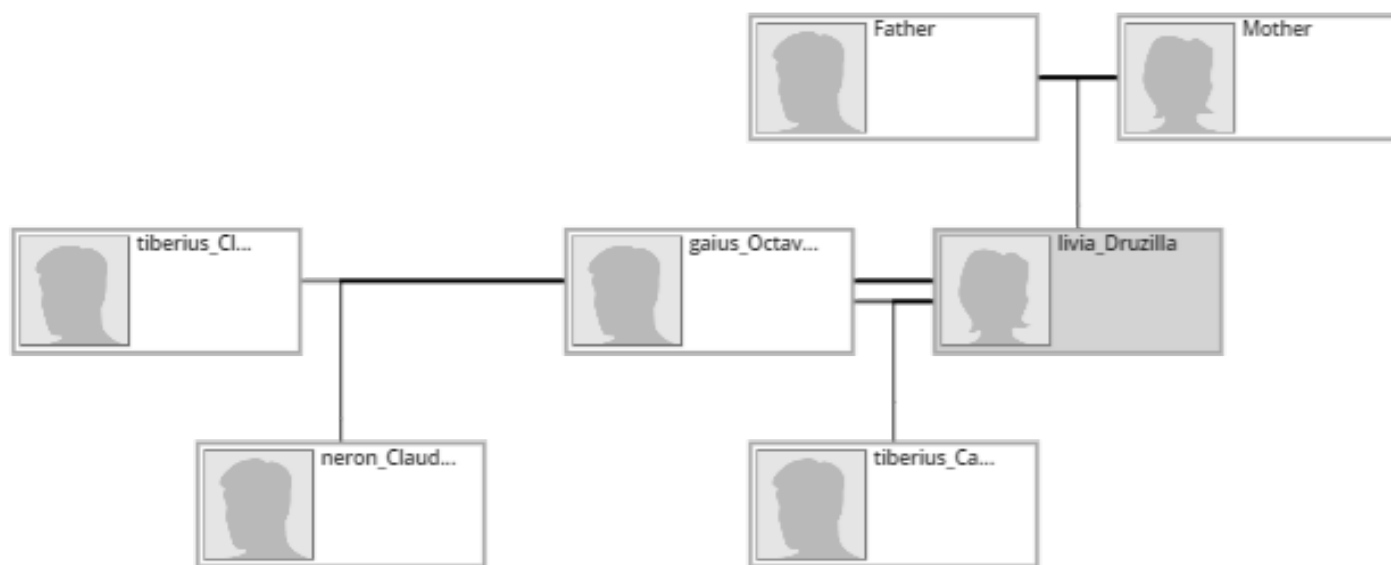 Father
Mother
tiberius_Cl...
gaius_Octav...
livia_Druzilla
neron_Claud...
tiberius_Ca...